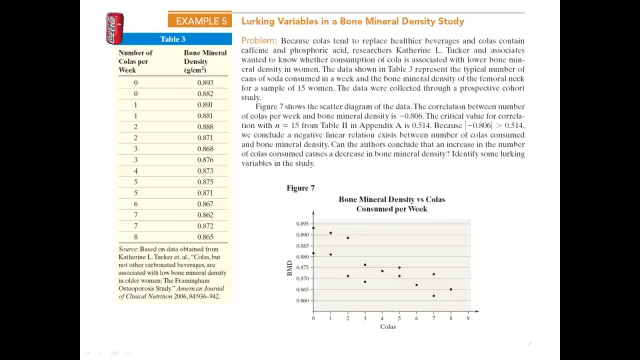 EXAMPLE 5 Lurking Variables in a Bone Mineral Density Study
Table 3
Number of Colas per Week Bone Mineral Density (g/cm²)
0 0.893
0 0.882
1 0.891
1 0.881
2 0.888
2 0.871
3 0.868
3 0.876
4 0.873
5 0.875
5 0.871
6 0.867
7 0.862
7 0.872
8 0.865
Source: Based on data obtained from
Katherine L. Tucker et. al., "Colas, but
not other carbonated beverages, are
associated with low bone mineral density
in older women: The Framingham
Osteoporosis Study." American Journal
of Clinical Nutrition 2006, 84:936–942.
Problem: Because colas tend to replace healthier beverages and colas contain
caffeine and phosphoric acid, researchers Katherine L. Tucker and associates
wanted to know whether consumption of cola is associated with lower bone min-
eral density in women. The data shown in Table 3 represent the typical number of
cans of soda consumed in a week and the bone mineral density of the femoral neck
for a sample of 15 women. The data were collected through a prospective cohort
study.
Figure 7 shows the scatter diagram of the data. The correlation between number
of colas per week and bone mineral density is −0.806. The critical value for correla-
tion with n = 15 from Table II in Appendix A is 0.514. Because |−0.806| > 0.514,
we conclude a negative linear relation exists between number of colas consumed
and bone mineral density. Can the authors conclude that an increase in the number
of colas consumed causes a decrease in bone mineral density? Identify some lurking
variables in the study.
Figure 7
Bone Mineral Density vs Colas
Consumed per Week
0.895
0.890
0.885
0.880
0.875
0.870
0.865
0.860
BMD
0 1 2 3 4 5 6 7 8 9
Colas